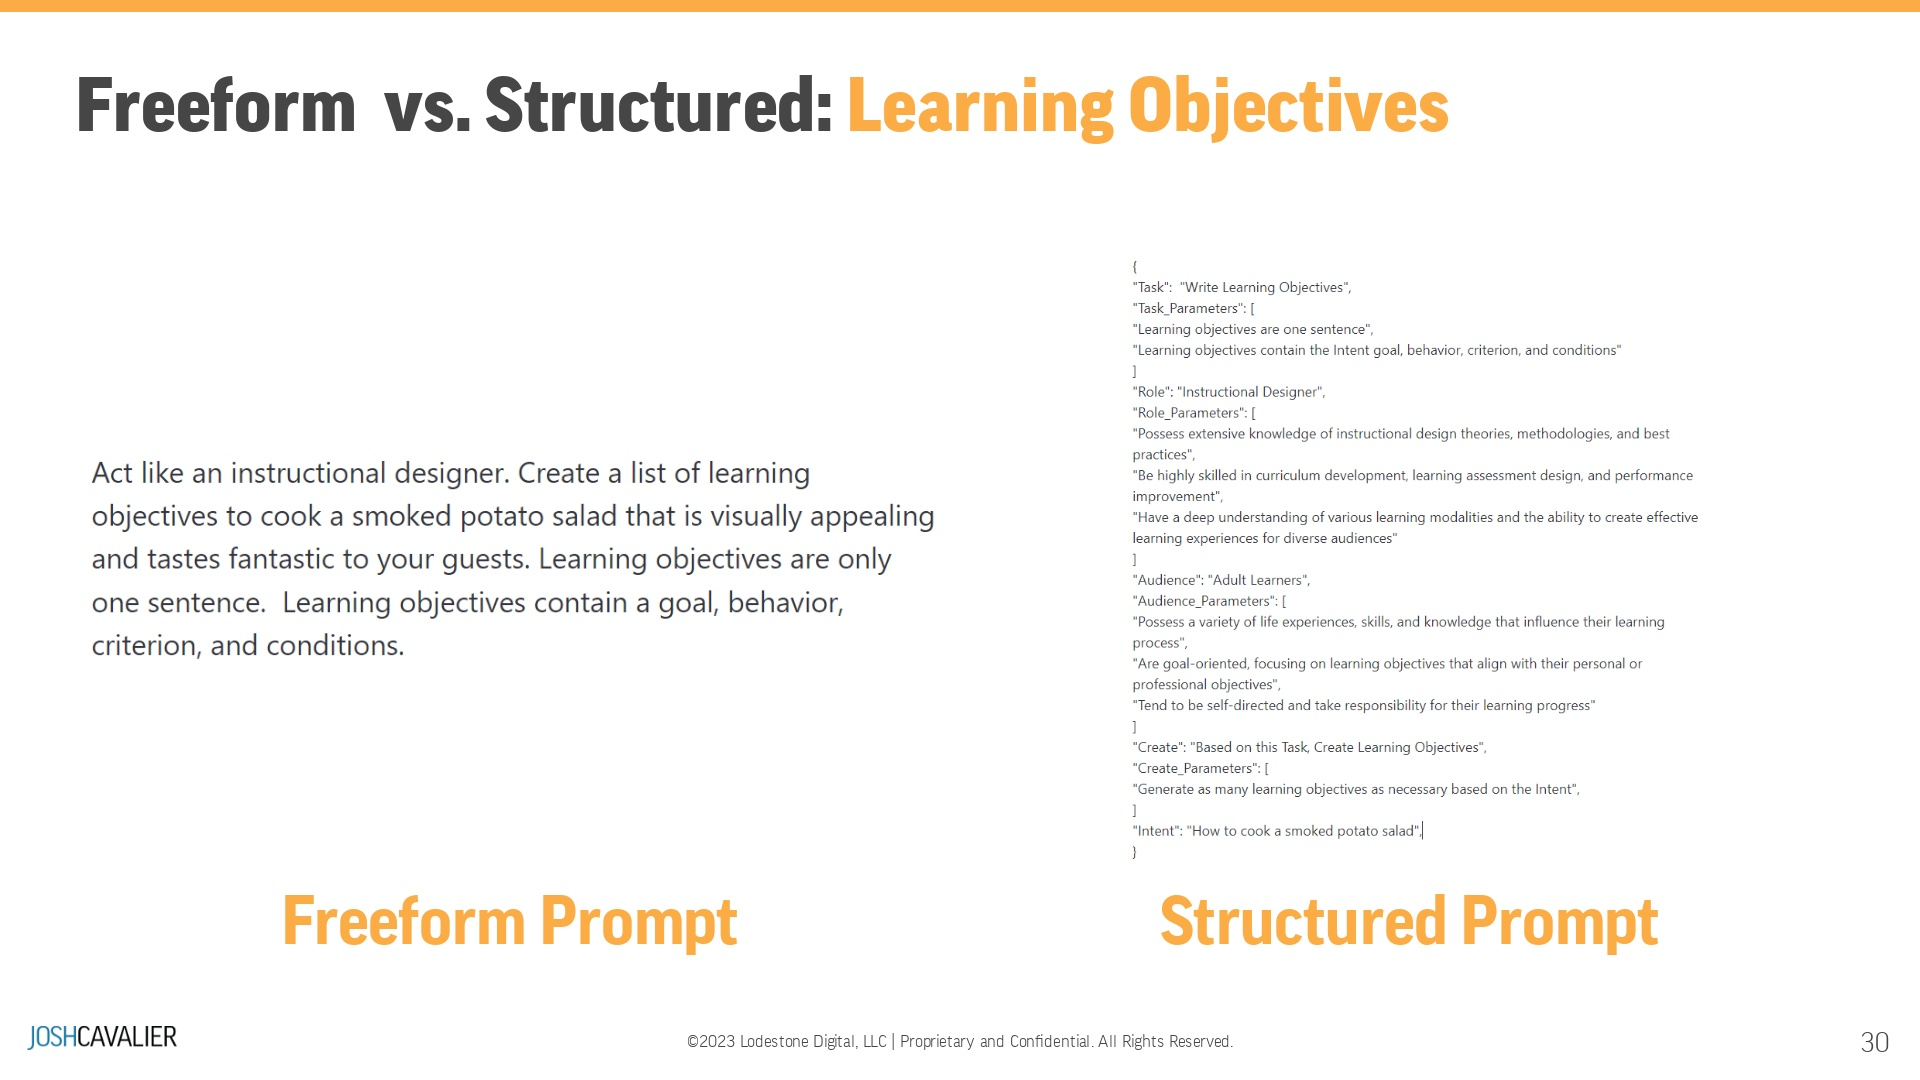 Freeform  vs. Structured: Learning Objectives
Act like an instructional designer. Create a list of learning
objectives to cook a smoked potato salad that is visually appealing
and tastes fantastic to your guests. Learning objectives are only
one sentence.  Learning objectives contain a goal, behavior,
criterion, and conditions.
Freeform Prompt
{
"Task":  "Write Learning Objectives",
"Task_Parameters": [
"Learning objectives are one sentence",
"Learning objectives contain the Intent goal, behavior, criterion, and conditions"
]
"Role": "Instructional Designer",
"Role_Parameters": [
"Possess extensive knowledge of instructional design theories, methodologies, and best
practices",
"Be highly skilled in curriculum development, learning assessment design, and performance
improvement",
"Have a deep understanding of various learning modalities and the ability to create effective
learning experiences for diverse audiences"
]
"Audience": "Adult Learners",
"Audience_Parameters": [
"Possess a variety of life experiences, skills, and knowledge that influence their learning
process",
"Are goal-oriented, focusing on learning objectives that align with their personal or
professional objectives",
"Tend to be self-directed and take responsibility for their learning progress"
]
"Create": "Based on this Task, Create Learning Objectives",
"Create_Parameters": [
"Generate as many learning objectives as necessary based on the Intent",
]
"Intent": "How to cook a smoked potato salad",
}
Structured Prompt
JOSHCAVALIER
©2023 Lodestone Digital, LLC | Proprietary and Confidential. All Rights Reserved.
30